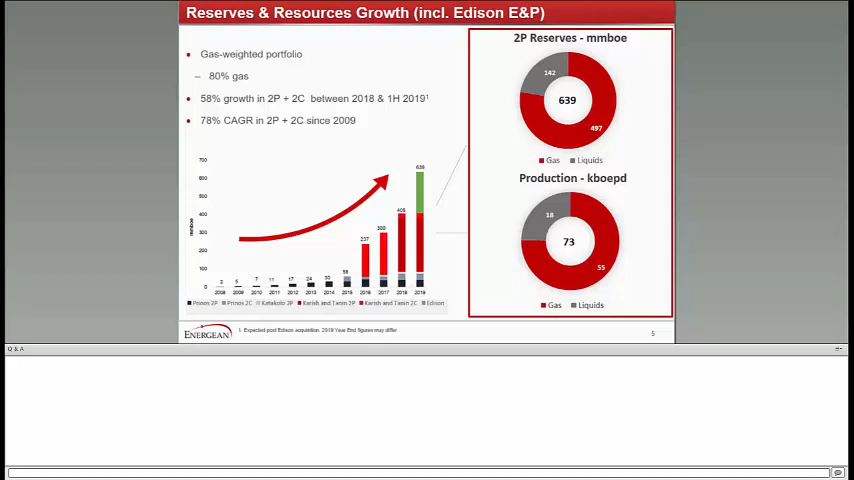 Reserves & Resources Growth (incl. Edison E&P)
Gas-weighted portfolio
– 80% gas
58% growth in 2P + 2C between 2018 & 1H 2019¹
78% CAGR in 2P + 2C since 2009
mmboe
700
600
500
400
300
200
100
0
2
5
7
11
17
24
30
58
237
300
405
639
2008 2009 2010 2011 2012 2013 2014 2015 2016 2017 2018 2019
Prinos 2P Prinos 2C Katakolo 2P Karish and Tanin 2P Karish and Tanin 2C Edison
2P Reserves - mmboe
142
639
497
Gas Liquids
Production - kboepd
18
73
55
Gas Liquids
ENERGEAN
1. Expected post Edison acquisition. 2019 Year End figures may differ
5
Q & A